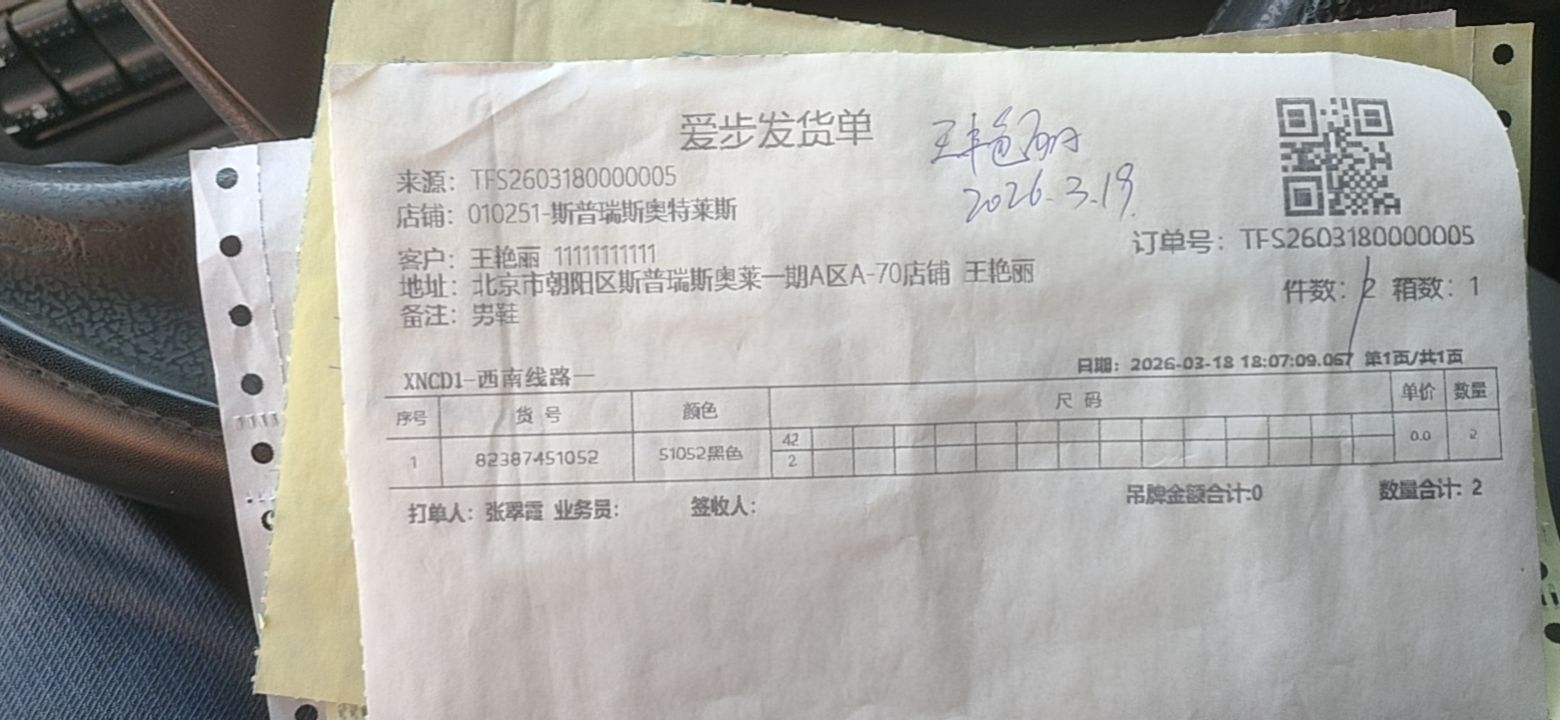 爱步发货单
王艳丽
2026.3.19.
来源：TFS2603180000005
店铺：010251-斯普瑞斯奥特莱斯
客户：王艳丽 11111111111
订单号：TFS2603180000005
地址：北京市朝阳区斯普瑞斯奥莱一期A区A-70店铺 王艳丽
件数：2 箱数：1
备注：男鞋
XNCD1-西南线路一
日期：2026-03-18 18:07:09.067 第1页/共1页
序号 货 号 颜色 尺 码 单价 数量
1 82387451052 51052黑色 42 0.0 2
2
打单人：张翠霞 业务员： 签收人： 吊牌金额合计:0 数量合计: 2